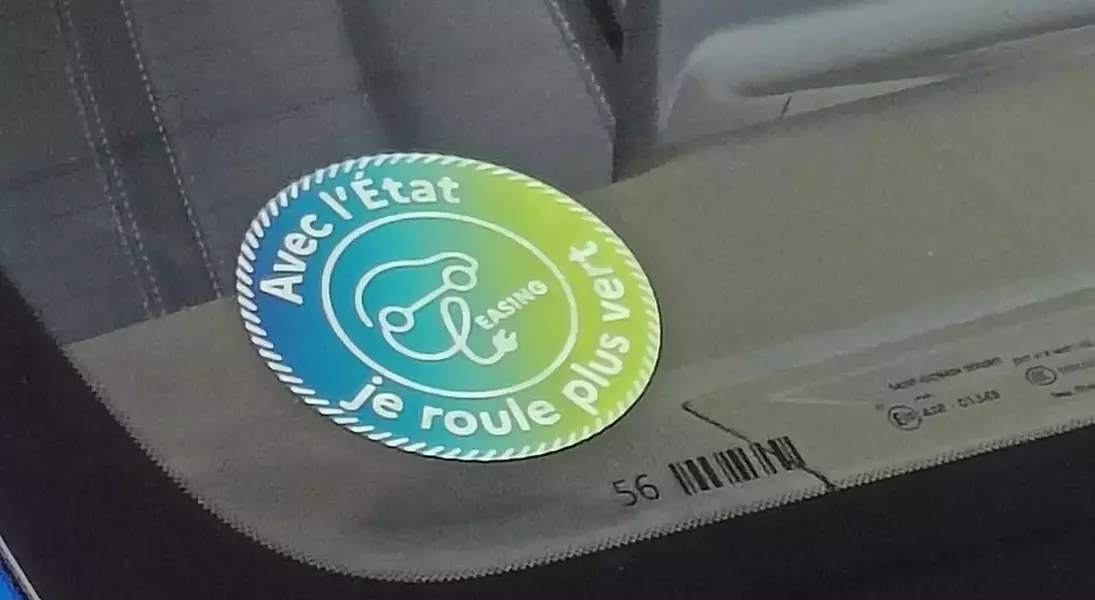 Avec l'État
EASING
je roule plus vert
56